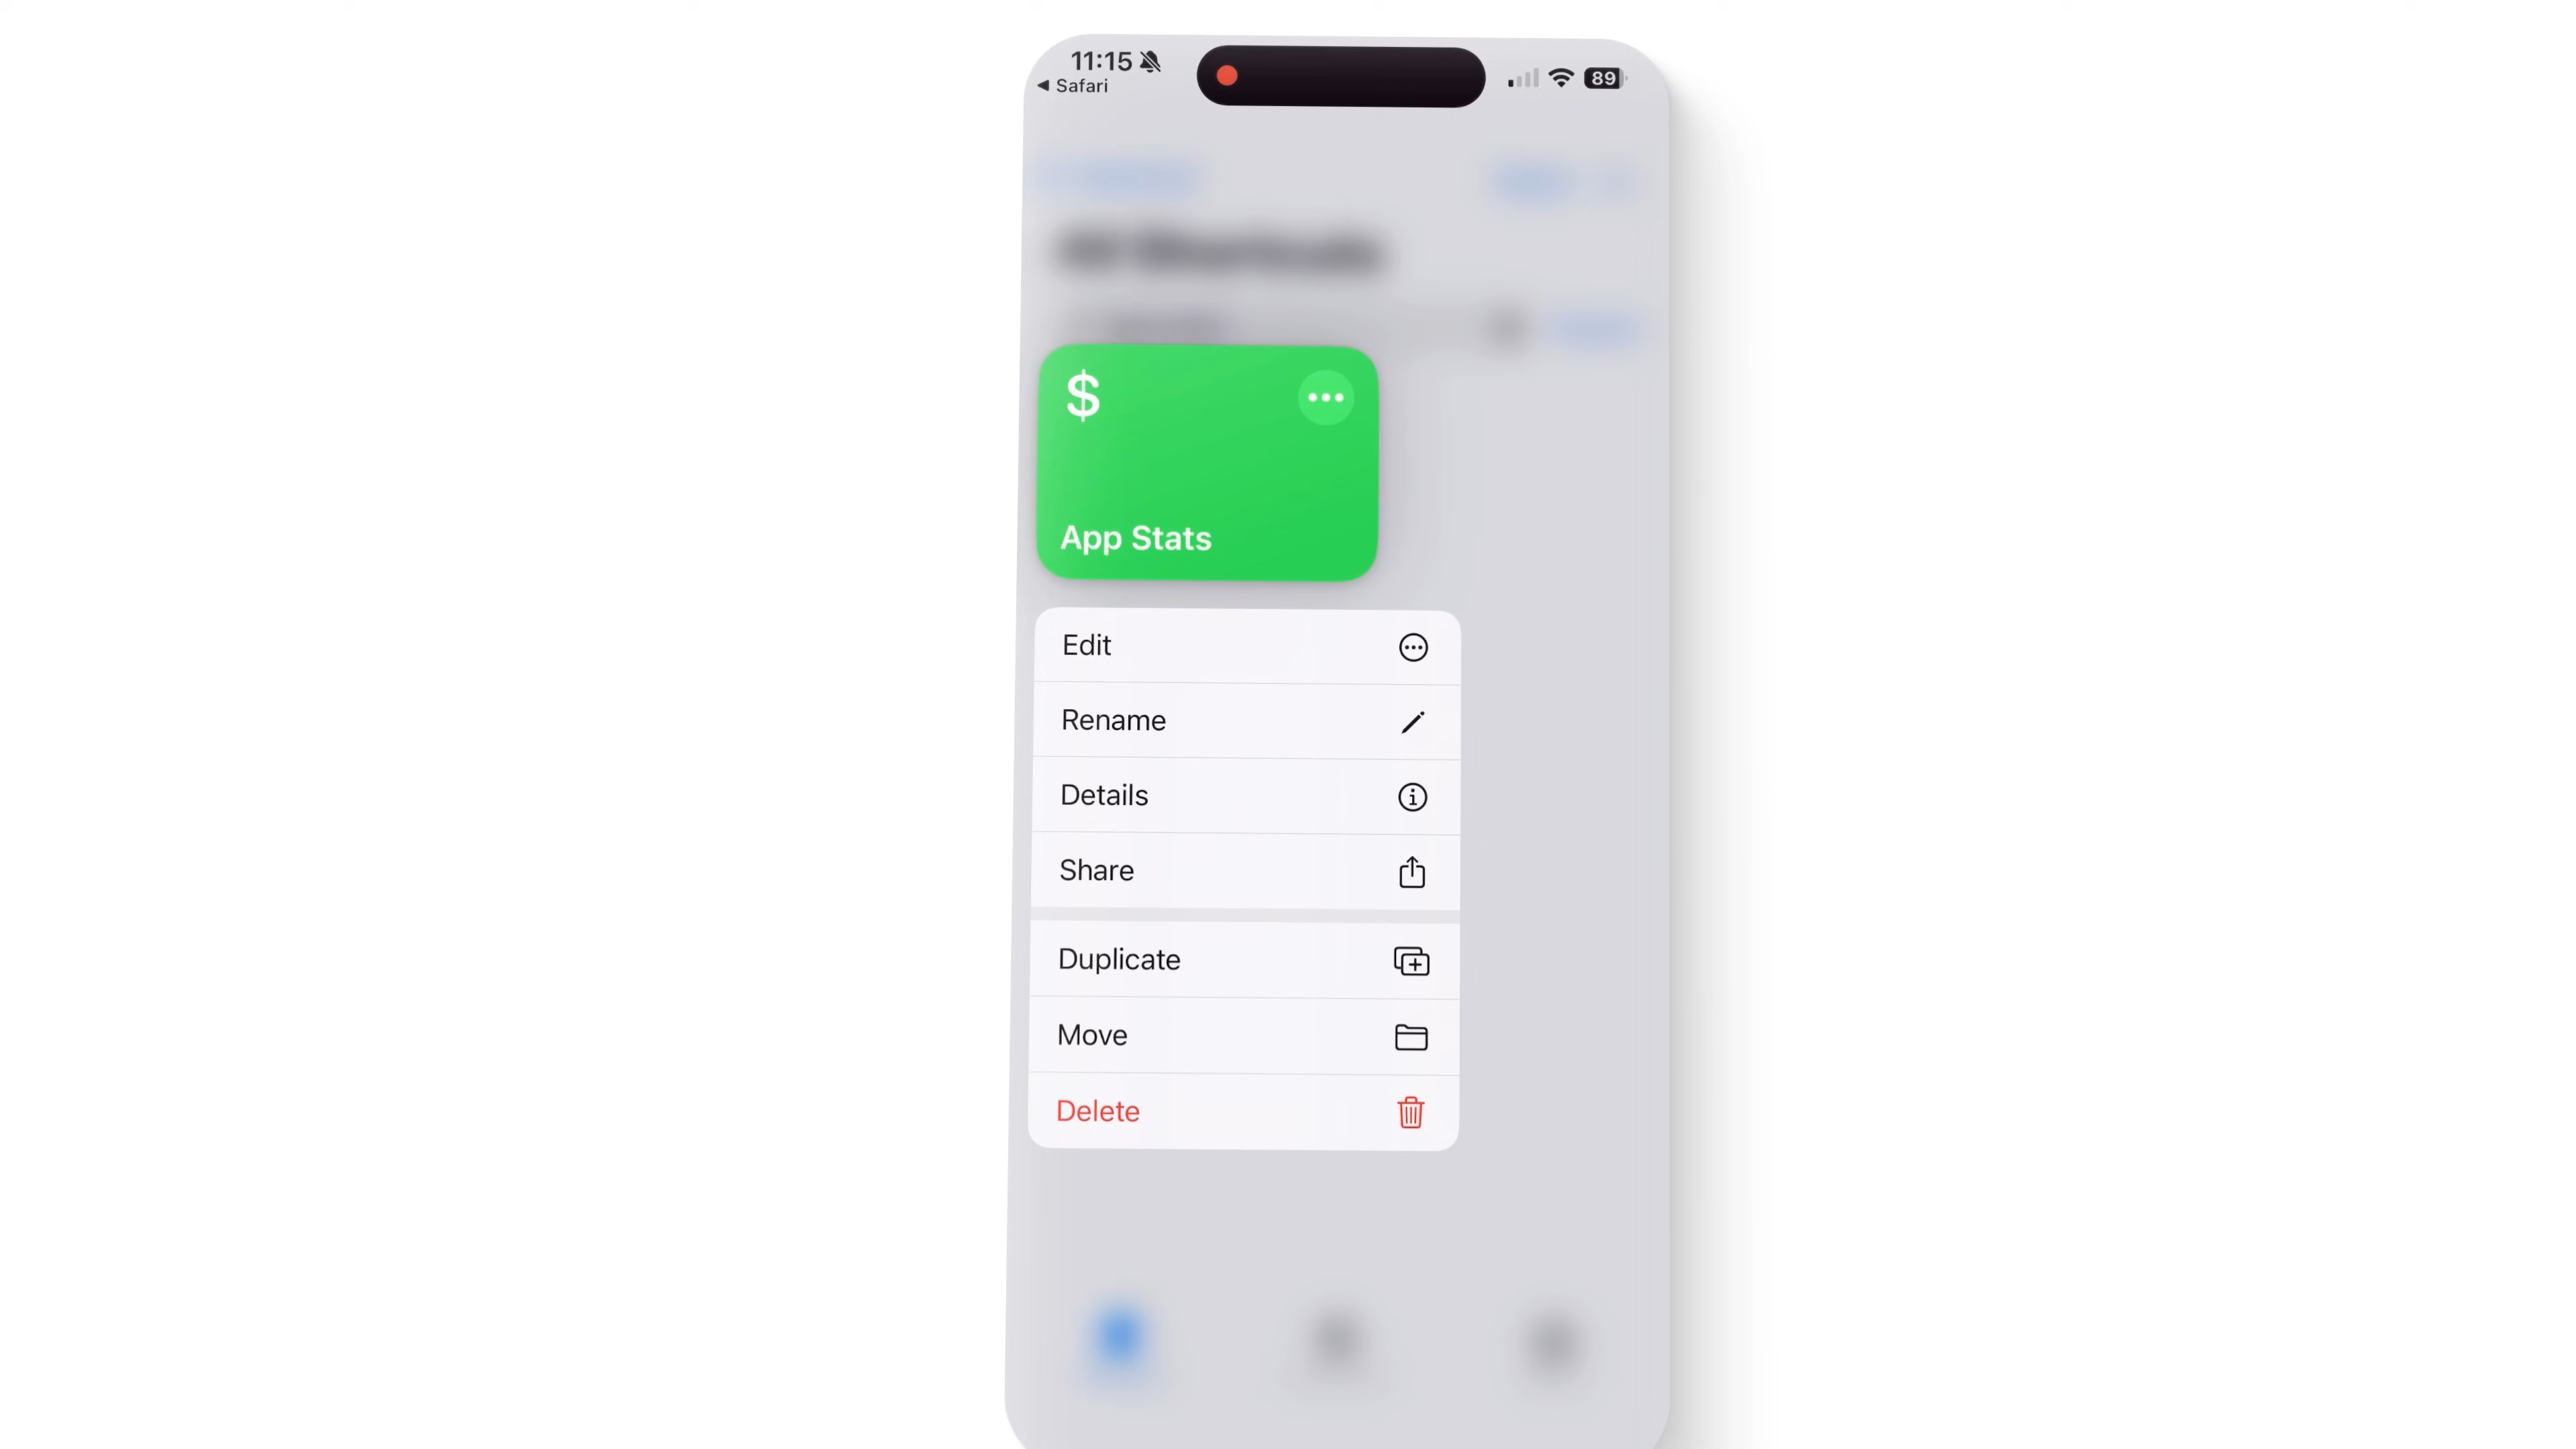 11:15
◀ Safari
89
$
App Stats
Edit
Rename
Details
Share
Duplicate
Move
Delete